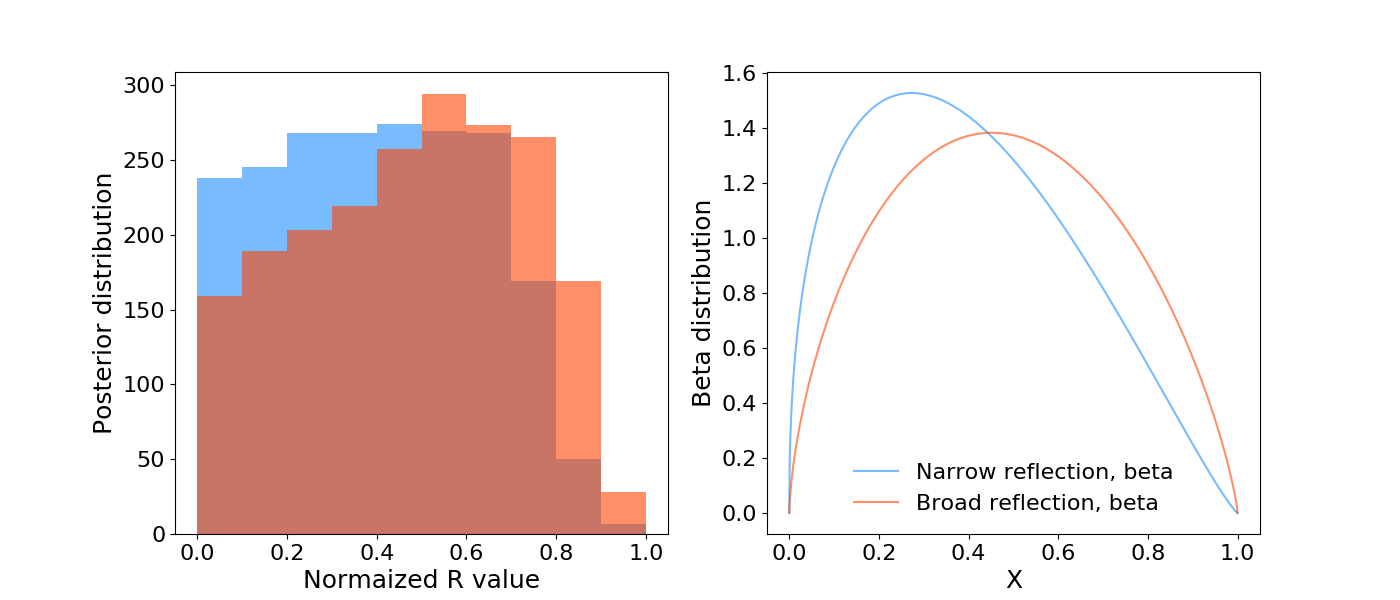 300
250
200
150
100
50
0
Posterior distribution
0.0 0.2 0.4 0.6 0.8 1.0
Normaized R value
1.6
1.4
1.2
1.0
0.8
0.6
0.4
0.2
0.0
Beta distribution
Narrow reflection, beta
Broad reflection, beta
0.0 0.2 0.4 0.6 0.8 1.0
X